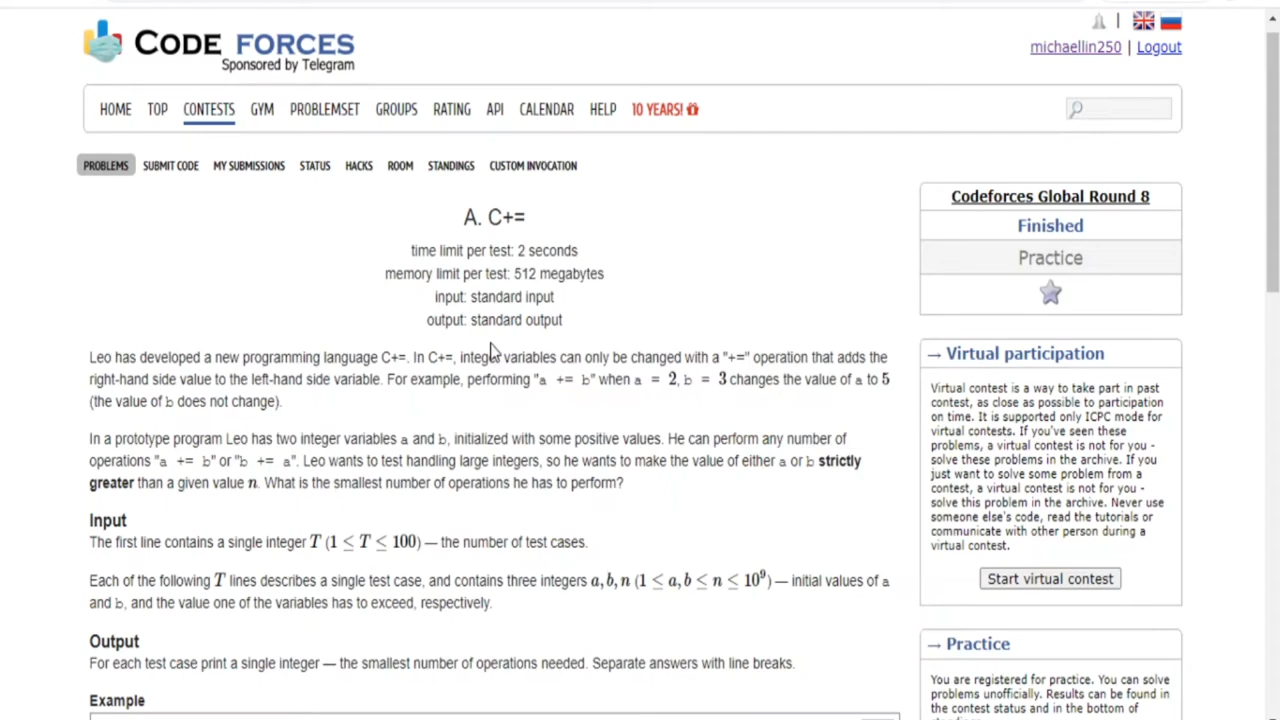 CODE FORCES
Sponsored by Telegram
|
michaellin250 | Logout
HOME TOP CONTESTS GYM PROBLEMSET GROUPS RATING API CALENDAR HELP 10 YEARS!
PROBLEMS SUBMIT CODE MY SUBMISSIONS STATUS HACKS ROOM STANDINGS CUSTOM INVOCATION
A. C+=
time limit per test: 2 seconds
memory limit per test: 512 megabytes
input: standard input
output: standard output
Leo has developed a new programming language C+=. In C+=, integer variables can only be changed with a "+=" operation that adds the
right-hand side value to the left-hand side variable. For example, performing "a += b" when a = 2, b = 3 changes the value of a to 5
(the value of b does not change).
In a prototype program Leo has two integer variables a and b, initialized with some positive values. He can perform any number of
operations "a += b" or "b += a". Leo wants to test handling large integers, so he wants to make the value of either a or b strictly
greater than a given value n. What is the smallest number of operations he has to perform?
Input
The first line contains a single integer T (1 ≤ T ≤ 100) — the number of test cases.
Each of the following T lines describes a single test case, and contains three integers a, b, n (1 ≤ a, b ≤ n ≤ 10⁹) — initial values of a
and b, and the value one of the variables has to exceed, respectively.
Output
For each test case print a single integer — the smallest number of operations needed. Separate answers with line breaks.
Example
Codeforces Global Round 8
Finished
Practice
→ Virtual participation
Virtual contest is a way to take part in past
contest, as close as possible to participation
on time. It is supported only ICPC mode for
virtual contests. If you've seen these
problems, a virtual contest is not for you -
solve these problems in the archive. If you
just want to solve some problem from a
contest, a virtual contest is not for you -
solve this problem in the archive. Never use
someone else's code, read the tutorials or
communicate with other person during a
virtual contest.
Start virtual contest
→ Practice
You are registered for practice. You can solve
problems unofficially. Results can be found in
the contest status and in the bottom of